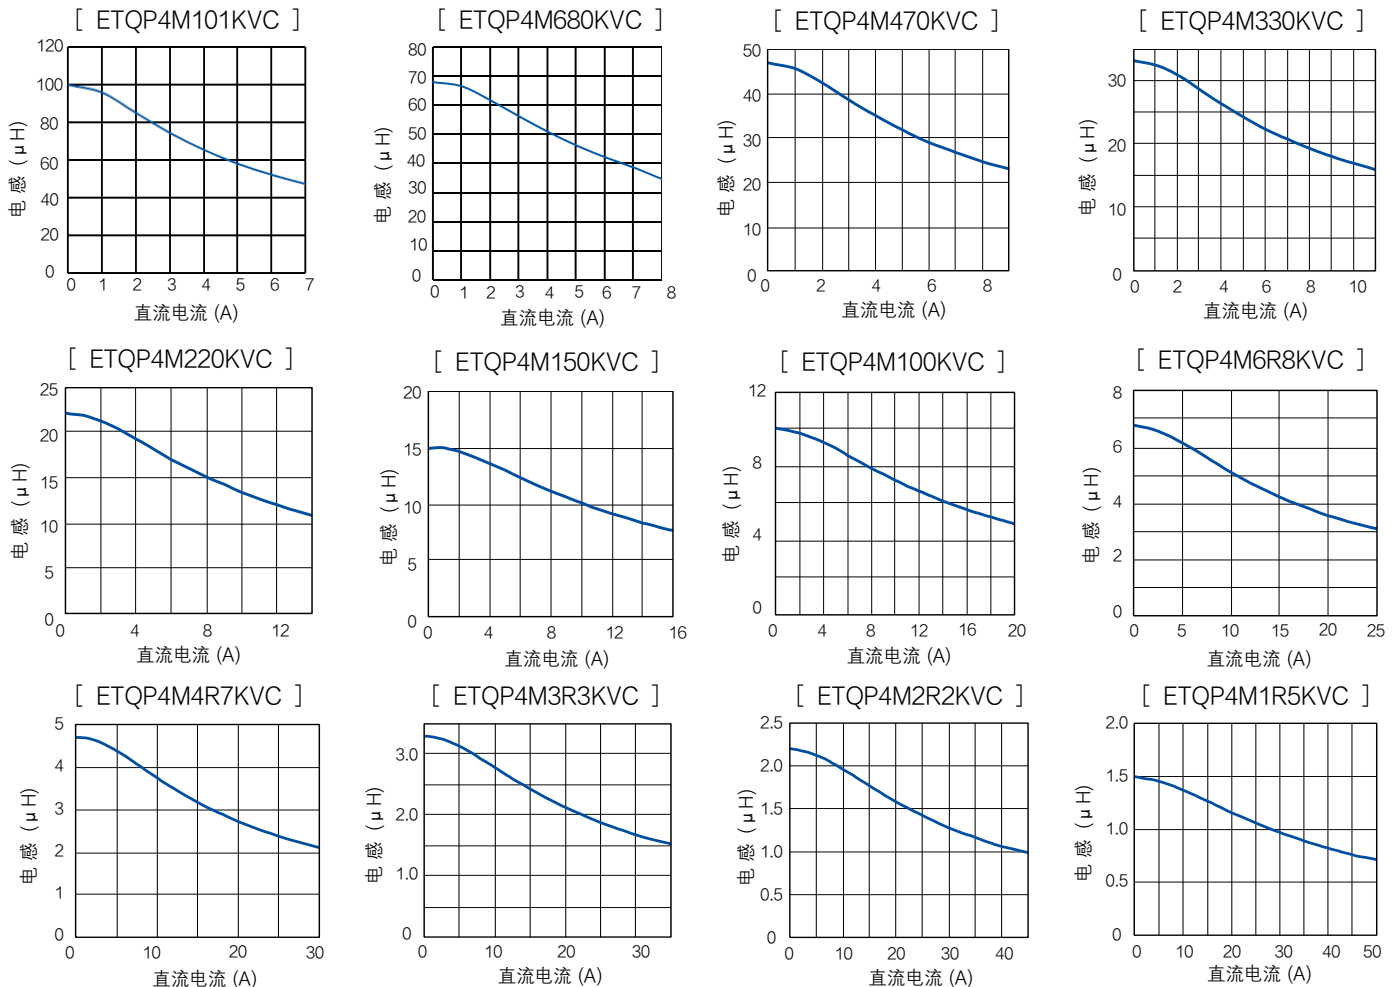 [ ETQP4M101KVC ]
120
100
80
60
40
20
0
0 1 2 3 4 5 6 7
电感 (μH)
直流电流 (A)
[ ETQP4M680KVC ]
80
70
60
50
40
30
20
10
0
0 1 2 3 4 5 6 7 8
电感 (μH)
直流电流 (A)
[ ETQP4M470KVC ]
50
40
30
20
10
0
0 2 4 6 8
电感 (μH)
直流电流 (A)
[ ETQP4M330KVC ]
30
20
10
0
0 2 4 6 8 10
电感 (μH)
直流电流 (A)
[ ETQP4M220KVC ]
25
20
15
10
5
0
0 4 8 12
电感 (μH)
直流电流 (A)
[ ETQP4M150KVC ]
20
15
10
5
0
0 4 8 12 16
电感 (μH)
直流电流 (A)
[ ETQP4M100KVC ]
12
8
4
0
0 4 8 12 16 20
电感 (μH)
直流电流 (A)
[ ETQP4M6R8KVC ]
8
6
4
2
0
0 5 10 15 20 25
电感 (μH)
直流电流 (A)
[ ETQP4M4R7KVC ]
5
4
3
2
1
0
0 10 20 30
电感 (μH)
直流电流 (A)
[ ETQP4M3R3KVC ]
3.0
2.0
1.0
0
0 10 20 30
电感 (μH)
直流电流 (A)
[ ETQP4M2R2KVC ]
2.5
2.0
1.5
1.0
0.5
0
0 10 20 30 40
电感 (μH)
直流电流 (A)
[ ETQP4M1R5KVC ]
2.0
1.5
1.0
0.5
0
0 10 20 30 40 50
电感 (μH)
直流电流 (A)